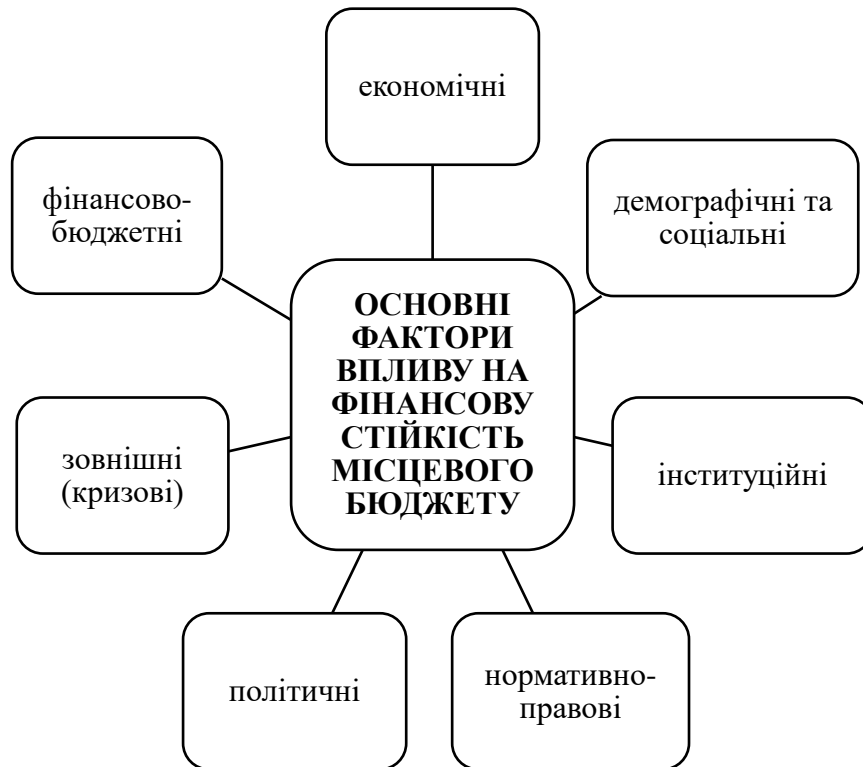 економічні
фінансово-
бюджетні
демографічні та
соціальні
ОСНОВНІ
ФАКТОРИ
ВПЛИВУ НА
ФІНАНСОВУ
СТІЙКІСТЬ
МІСЦЕВОГО
БЮДЖЕТУ
зовнішні
(кризові)
інституційні
політичні
нормативно-
правові